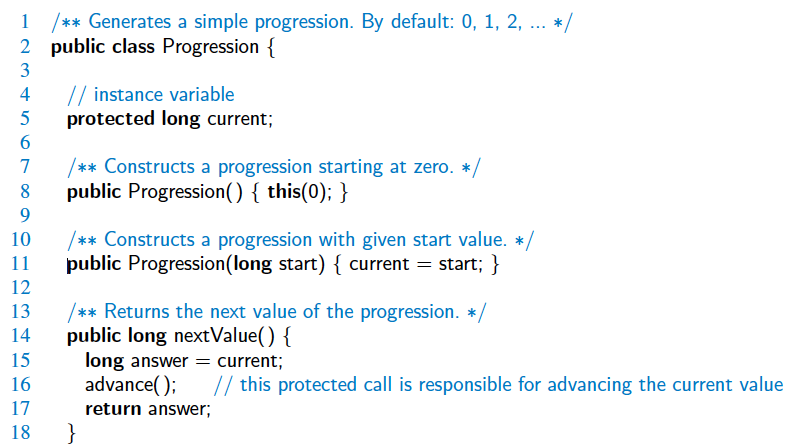 1 /** Generates a simple progression. By default: 0, 1, 2, ... */
2 public class Progression {
3
4 // instance variable
5 protected long current;
6
7 /** Constructs a progression starting at zero. */
8 public Progression() { this(0); }
9
10 /** Constructs a progression with given start value. */
11 public Progression(long start) { current = start; }
12
13 /** Returns the next value of the progression. */
14 public long nextValue() {
15 long answer = current;
16 advance(); // this protected call is responsible for advancing the current value
17 return answer;
18 }